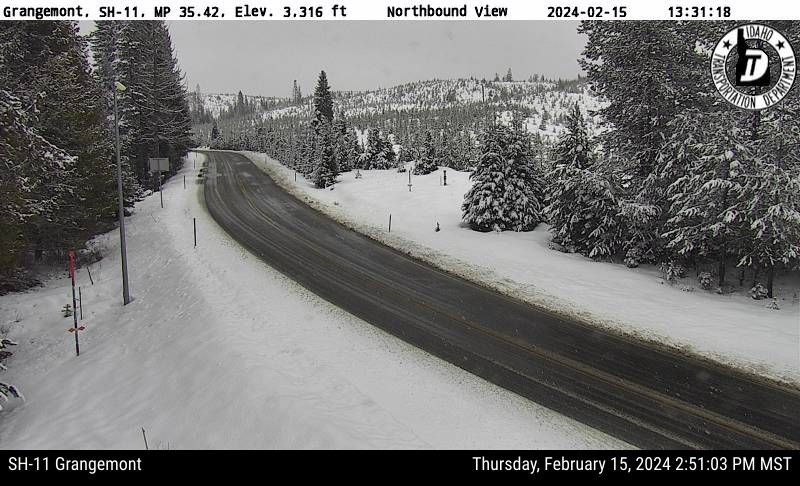 Grangemont, SH-11, MP 35.42, Elev. 3,316 ft Northbound View 2024-02-15 13:31:18
IDAHO TRANSPORTATION DEPARTMENT
SH-11 Grangemont Thursday, February 15, 2024 2:51:03 PM MST